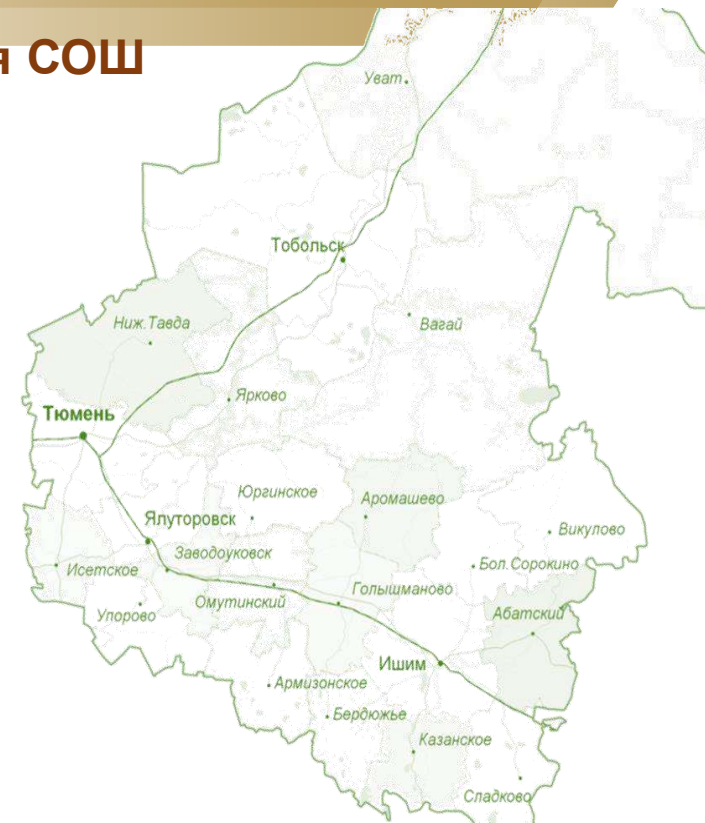 я СОШ
Уват
Тобольск
Ниж.Тавда
Вагай
Ярково
Тюмень
Юргинское
Аромашево
Ялуторовск
Викулово
Заводоуковск
Бол.Сорокино
Исетское
Голышманово
Омутинский
Абатский
Упорово
Ишим
Армизонское
Бердюжье
Казанское
Сладково